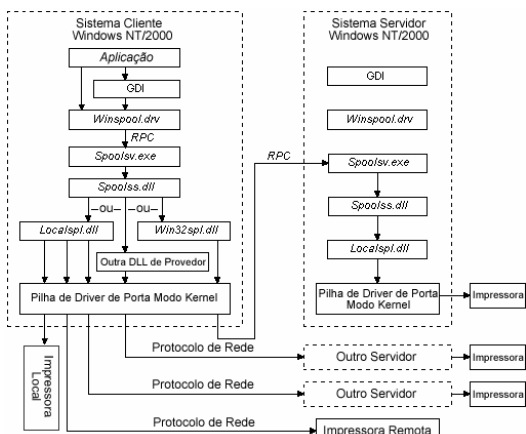 Sistema Cliente
Windows NT/2000
Aplicação
GDI
Winspool.drv
RPC
Spoolsv.exe
Spoolss.dll
ou
ou
Localspl.dll
Win32spl.dll
Outra DLL de Provedor
Pilha de Driver de Porta
Modo Kernel
Impressora
Local
Sistema Servidor
Windows NT/2000
GDI
Winspool.drv
RPC
Spoolsv.exe
Spoolss.dll
Localspl.dll
Pilha de Driver de Porta
Modo Kernel
Impressora
Protocolo de Rede
Outro Servidor
Impressora
Protocolo de Rede
Outro Servidor
Impressora
Protocolo de Rede
Impressora Remota